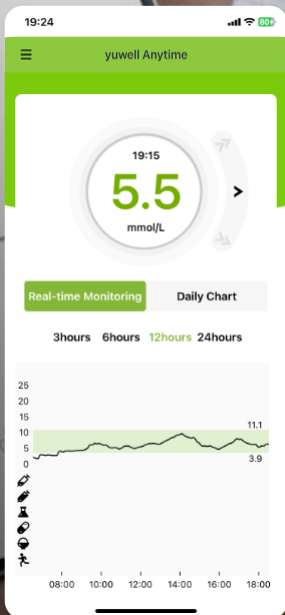 19:24
80
yuwell Anytime
19:15
5.5
mmol/L
Real-time Monitoring Daily Chart
3hours 6hours 12hours 24hours
25
20
15
10
5
0
11.1
3.9
08:00 10:00 12:00 14:00 16:00 18:00